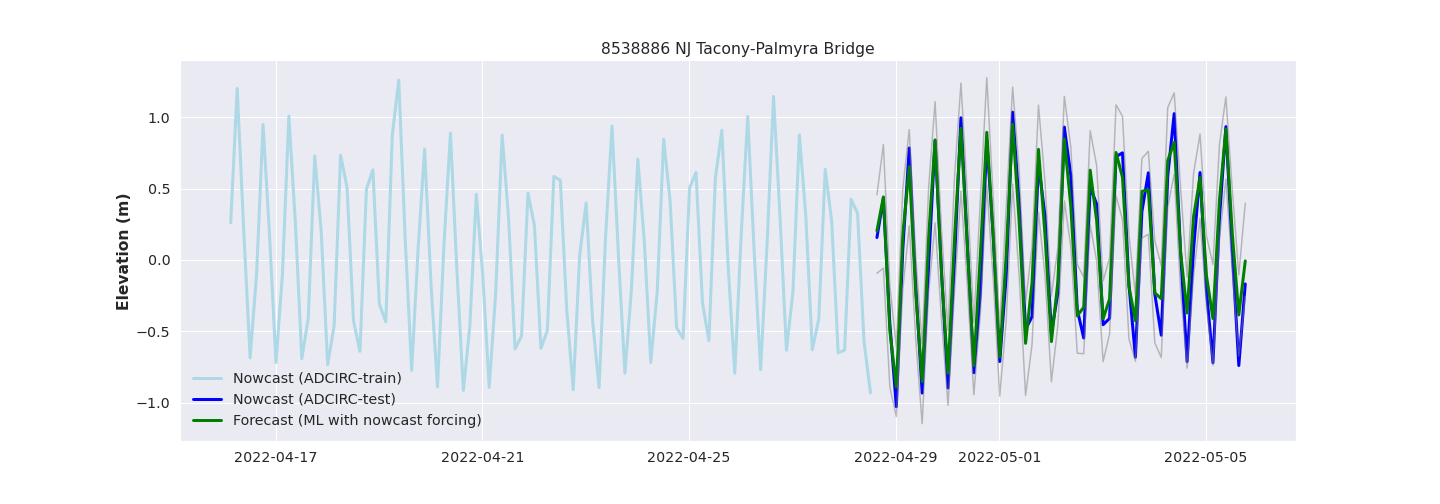 8538886 NJ Tacony-Palmyra Bridge
Elevation (m)
1.0
0.5
0.0
−0.5
−1.0
Nowcast (ADCIRC-train)
Nowcast (ADCIRC-test)
Forecast (ML with nowcast forcing)
2022-04-17 2022-04-21 2022-04-25 2022-04-29 2022-05-01 2022-05-05